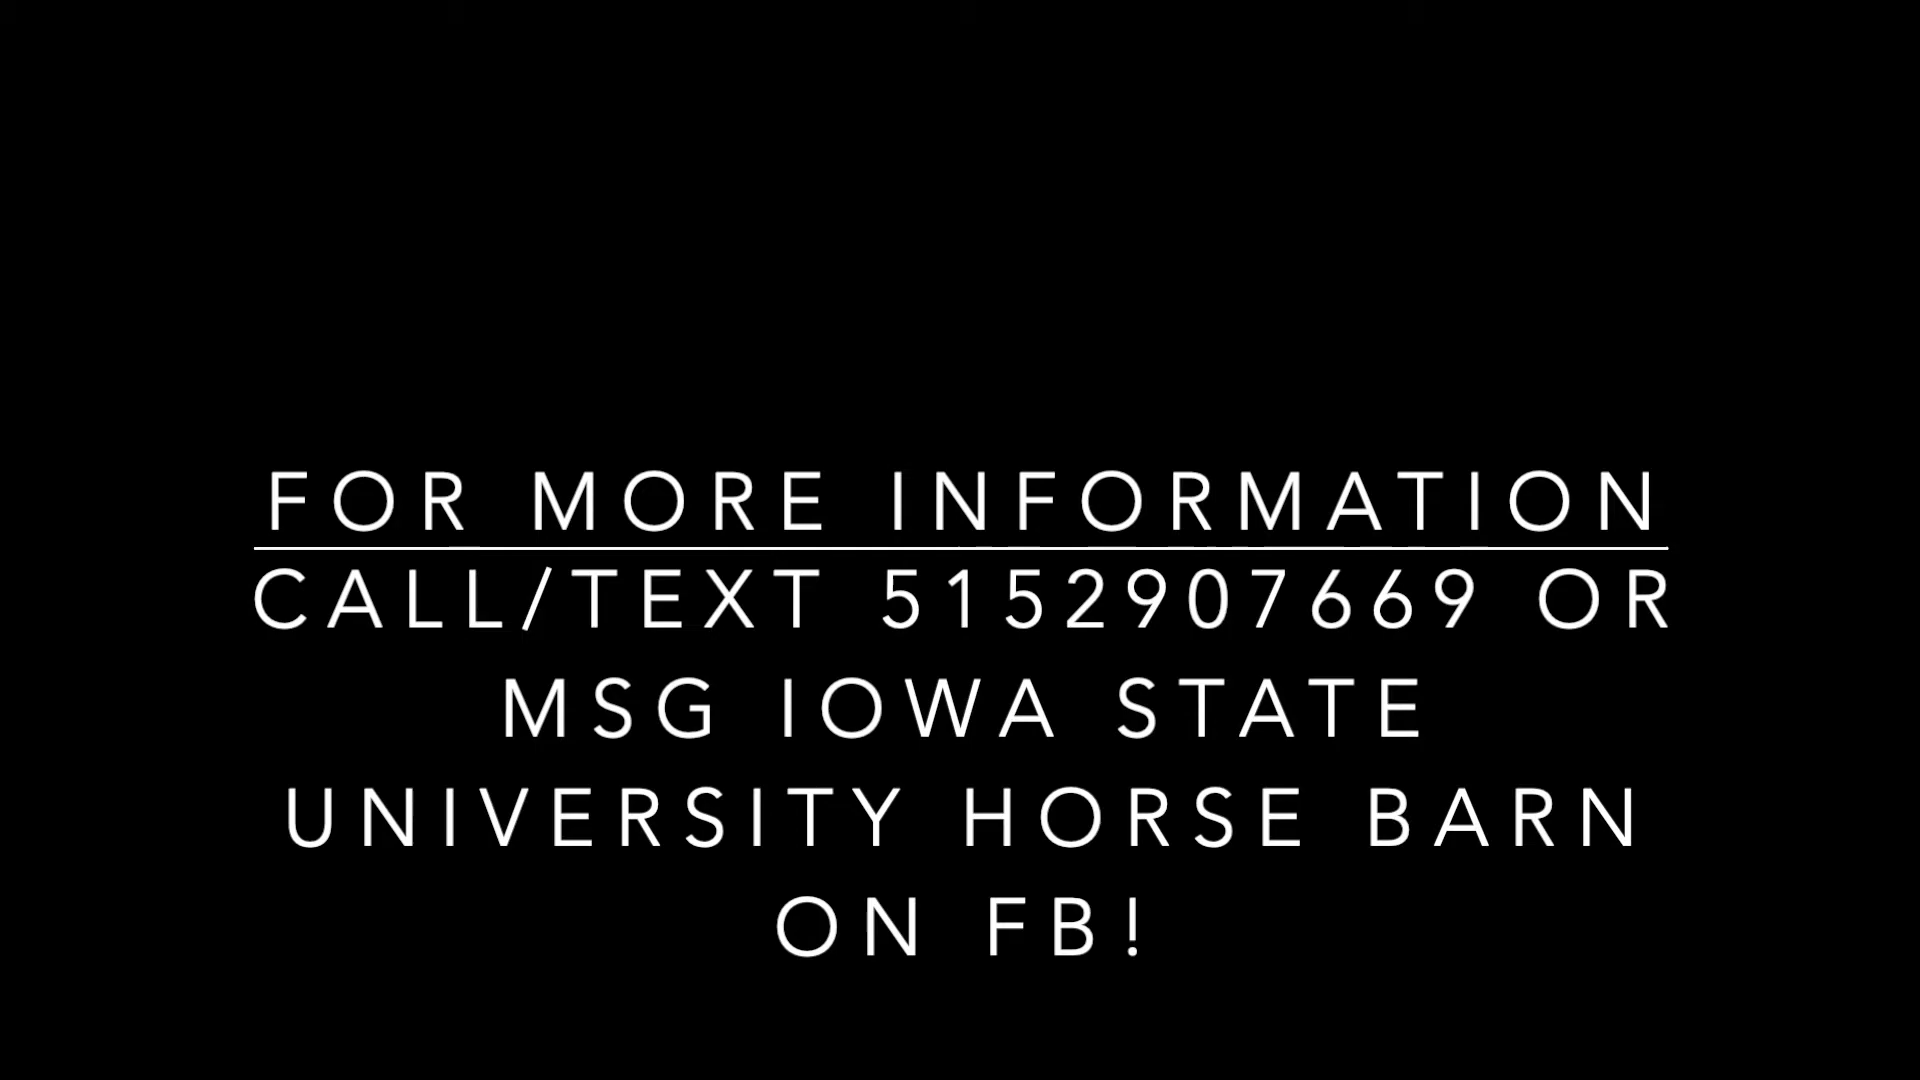 FOR MORE INFORMATION
CALL/TEXT 5152907669 OR
MSG IOWA STATE
UNIVERSITY HORSE BARN
ON FB!